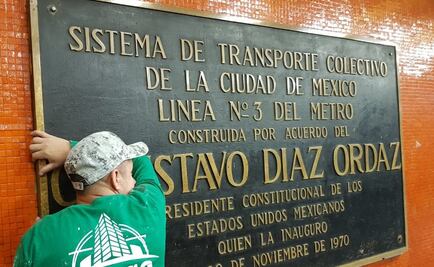 SISTEMA DE TRANSPORTE COLECTIVO
DE LA CIUDAD DE MEXICO
LINEA Nº 3 DEL METRO
CONSTRUIDA POR ACUERDO DEL
DIAZ ORDAZ
CONSTITUCIONAL DE LOS
ESTADOS UNIDOS MEXICANOS
QUIEN LA INAUGURO
DE NOVIEMBRE DE 1970